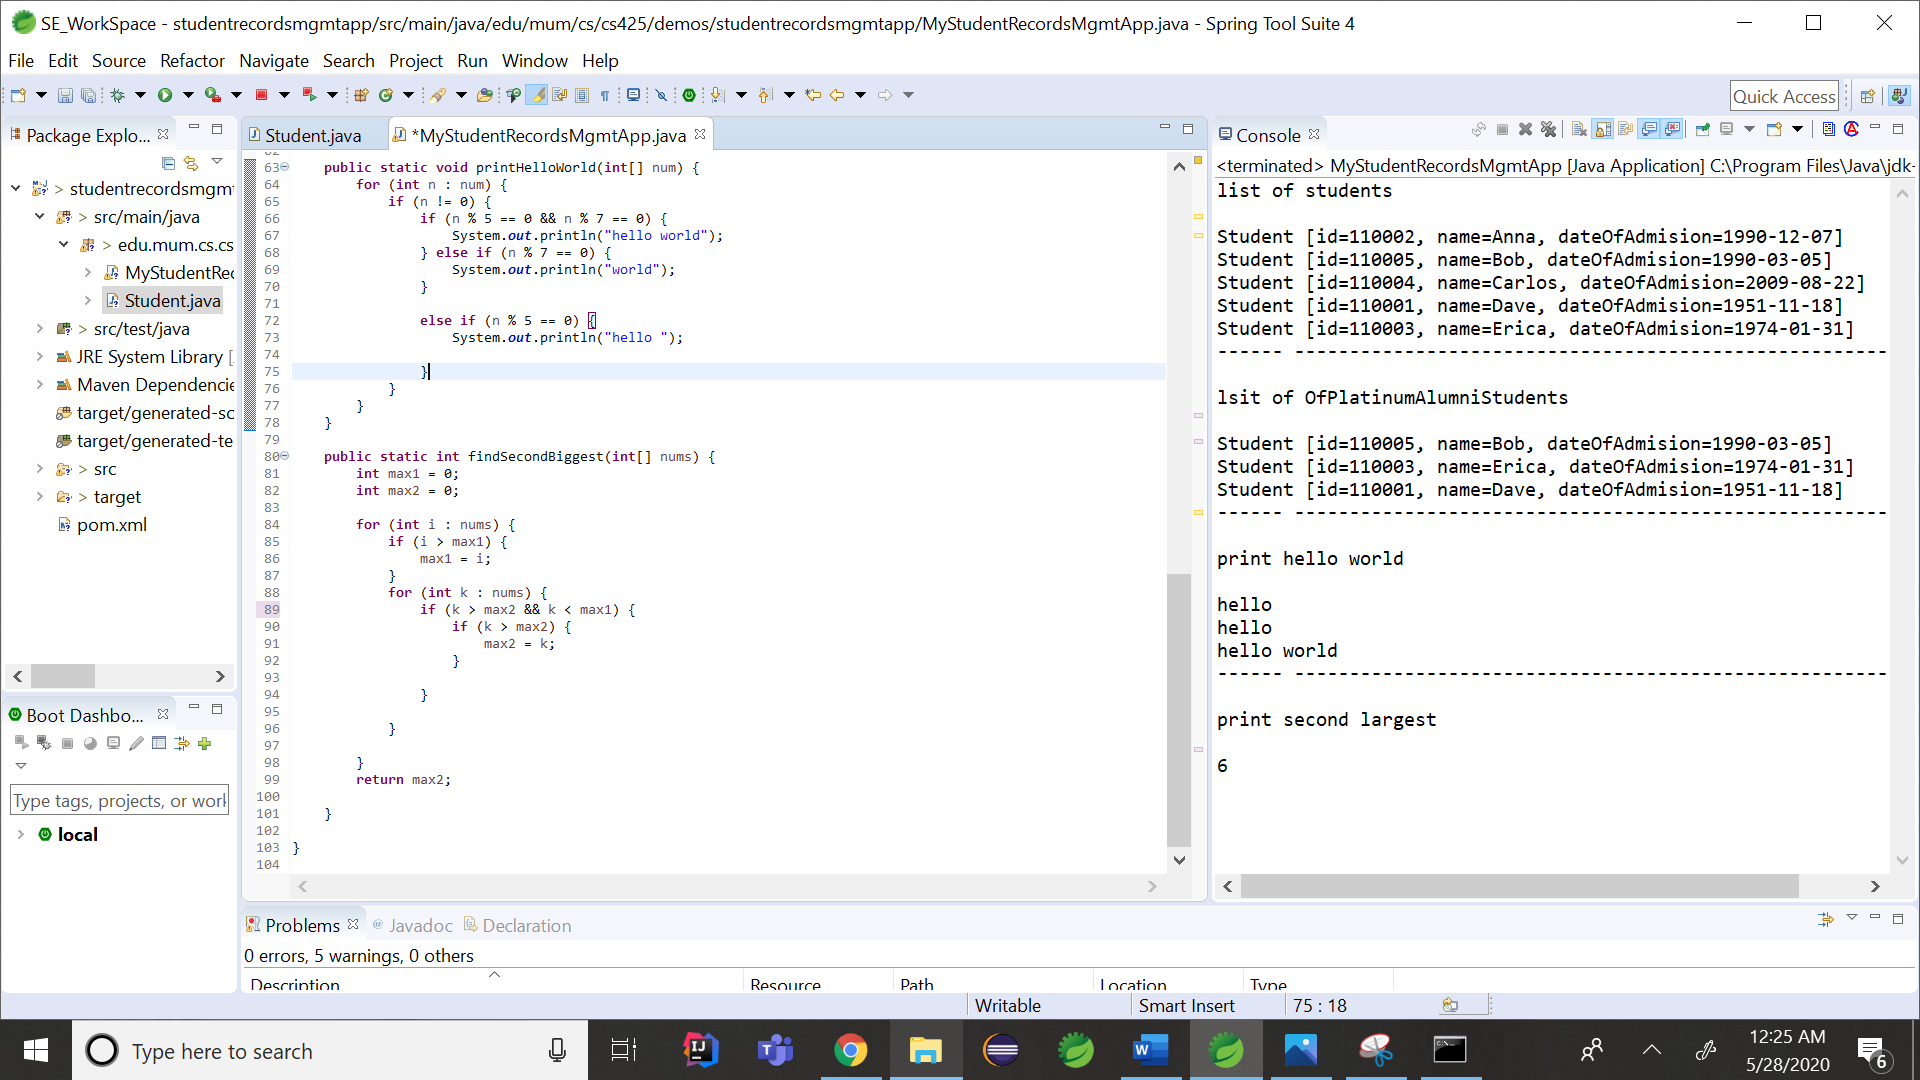 SE_WorkSpace - studentrecordsmgmtapp/src/main/java/edu/mum/cs/cs425/demos/studentrecordsmgmtapp/MyStudentRecordsMgmtApp.java - Spring Tool Suite 4
File Edit Source Refactor Navigate Search Project Run Window Help
Quick Access
Package Explo...
> studentrecordsmgmt
> src/main/java
> edu.mum.cs.cs
MyStudentRec
Student.java
> src/test/java
JRE System Library [
Maven Dependencie
target/generated-so
target/generated-te
> src
> target
pom.xml
Boot Dashbo...
Type tags, projects, or worl
local
Student.java
*MyStudentRecordsMgmtApp.java
63 public static void printHelloWorld(int[] num) {
64 for (int n : num) {
65 if (n != 0) {
66 if (n % 5 == 0 && n % 7 == 0) {
67 System.out.println("hello world");
68 } else if (n % 7 == 0) {
69 System.out.println("world");
70 }
71
72 else if (n % 5 == 0) {
73 System.out.println("hello ");
74
75 }
76 }
77 }
78 }
79
80 public static int findSecondBiggest(int[] nums) {
81 int max1 = 0;
82 int max2 = 0;
83
84 for (int i : nums) {
85 if (i > max1) {
86 max1 = i;
87 }
88 for (int k : nums) {
89 if (k > max2 && k < max1) {
90 if (k > max2) {
91 max2 = k;
92 }
93
94 }
95
96 }
97
98 }
99 return max2;
100
101 }
102
103 }
104
Console
<terminated> MyStudentRecordsMgmtApp [Java Application] C:\Program Files\Java\jdk-
list of students
Student [id=110002, name=Anna, dateOfAdmision=1990-12-07]
Student [id=110005, name=Bob, dateOfAdmision=1990-03-05]
Student [id=110004, name=Carlos, dateOfAdmision=2009-08-22]
Student [id=110001, name=Dave, dateOfAdmision=1951-11-18]
Student [id=110003, name=Erica, dateOfAdmision=1974-01-31]
------ ------------------------------------------------------
lsit of OfPlatinumAlumniStudents
Student [id=110005, name=Bob, dateOfAdmision=1990-03-05]
Student [id=110003, name=Erica, dateOfAdmision=1974-01-31]
Student [id=110001, name=Dave, dateOfAdmision=1951-11-18]
------ ------------------------------------------------------
print hello world
hello
hello
hello world
------ ------------------------------------------------------
print second largest
6
Problems Javadoc Declaration
0 errors, 5 warnings, 0 others
Description Resource Path Location Type
Writable Smart Insert 75 : 18
Type here to search
12:25 AM
5/28/2020
6